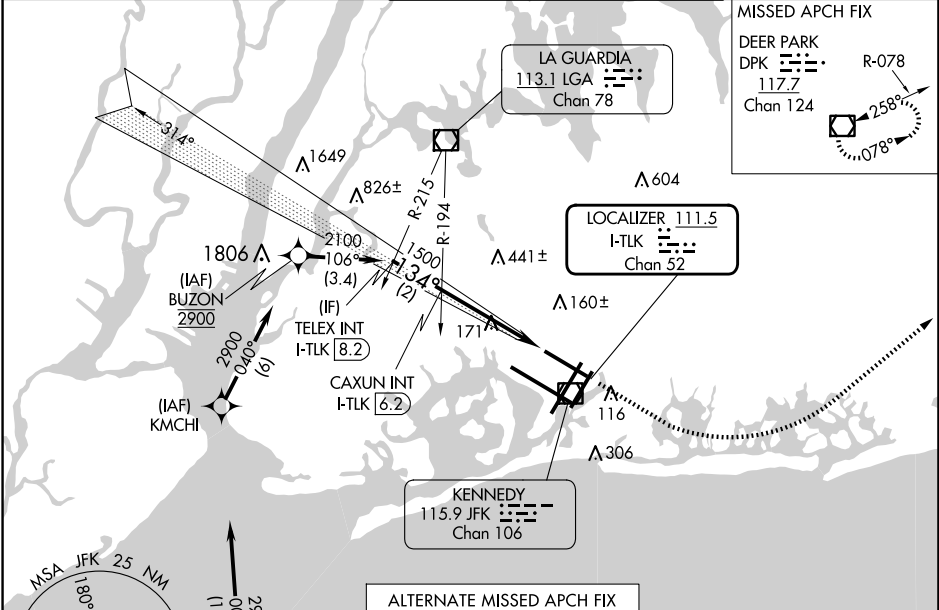 MISSED APCH FIX
DEER PARK
DPK
117.7
Chan 124
R-078
258°
078°
LA GUARDIA
113.1 LGA
Chan 78
314°
1649
826±
R-215
R-194
604
LOCALIZER 111.5
I-TLK
Chan 52
1806
2100
106°
(3.4)
1500
134°
(2)
441±
(IAF)
BUZON
2900
(IF)
TELEX INT
I-TLK 8.2
160±
171
2900
040°
(6)
CAXUN INT
I-TLK 6.2
(IAF)
KMCHI
116
306
KENNEDY
115.9 JFK
Chan 106
MSA JFK 25 NM
180°
ALTERNATE MISSED APCH FIX